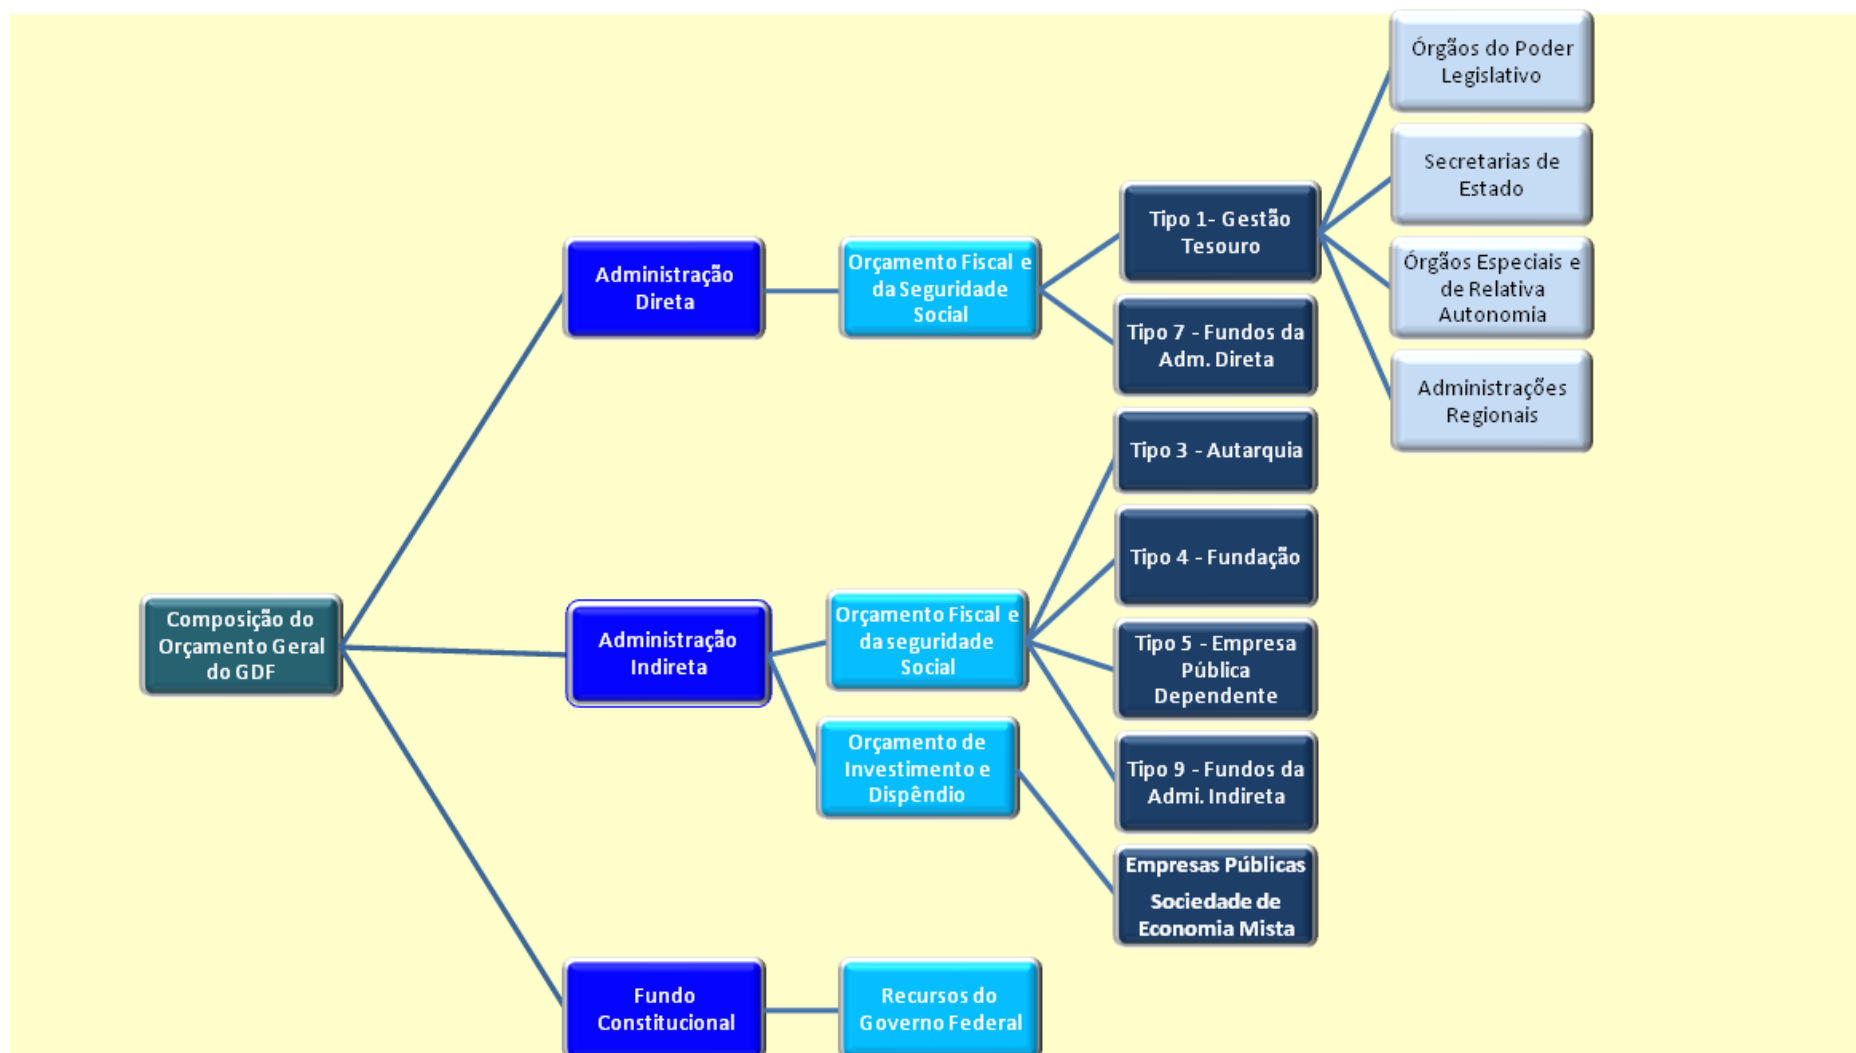 Composição do
Orçamento Geral
do GDF
Administração
Direta
Orçamento Fiscal e
da Seguridade
Social
Tipo 1- Gestão
Tesouro
Órgãos do Poder
Legislativo
Secretarias de
Estado
Órgãos Especiais e
de Relativa
Autonomia
Administrações
Regionais
Tipo 7 - Fundos da
Adm. Direta
Administração
Indireta
Orçamento Fiscal e
da seguridade
Social
Tipo 3 - Autarquia
Tipo 4 - Fundação
Tipo 5 - Empresa
Pública
Dependente
Tipo 9 - Fundos da
Admi. Indireta
Orçamento de
Investimento e
Dispêndio
Empresas Públicas
Sociedade de
Economia Mista
Fundo
Constitucional
Recursos do
Governo Federal